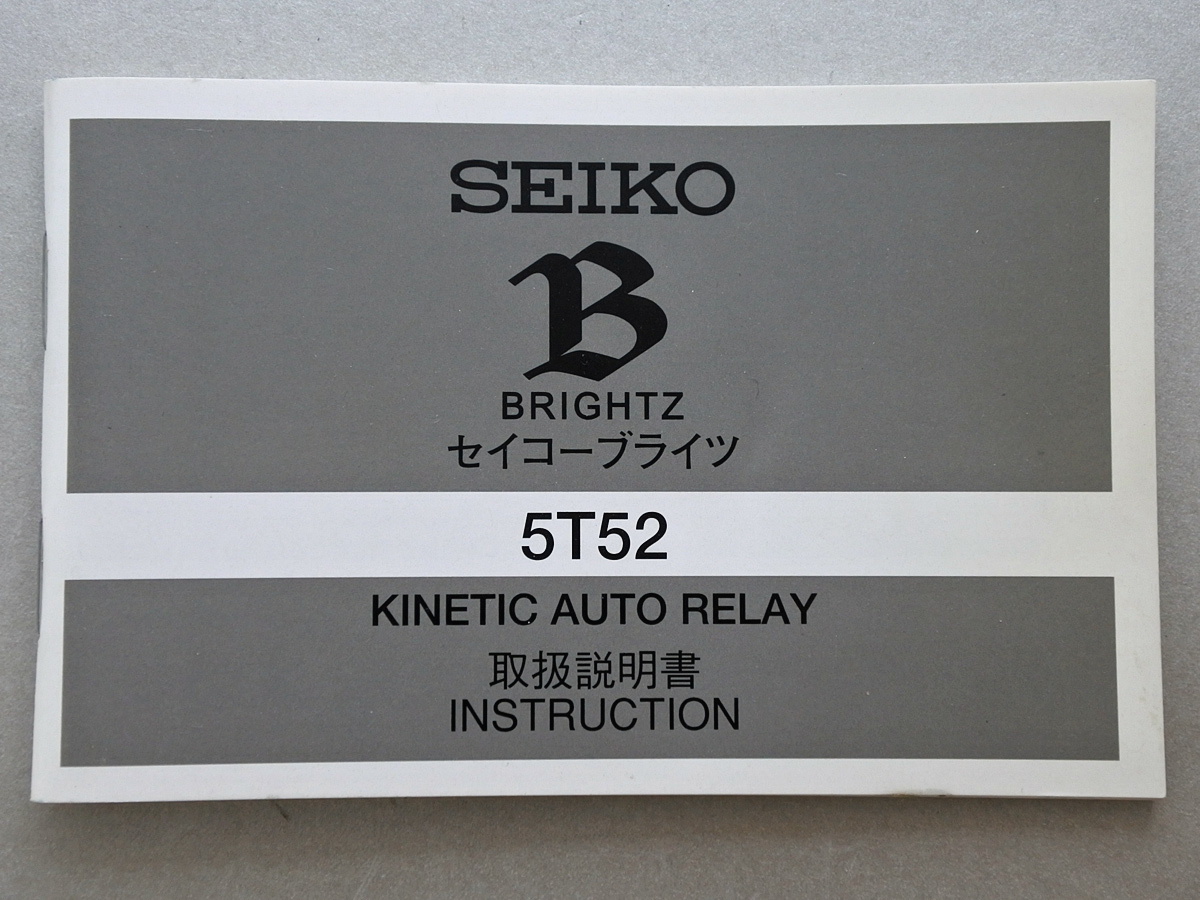 SEIKO
B
BRIGHTZ
セイコーブライツ
5T52
KINETIC AUTO RELAY
取扱説明書
INSTRUCTION